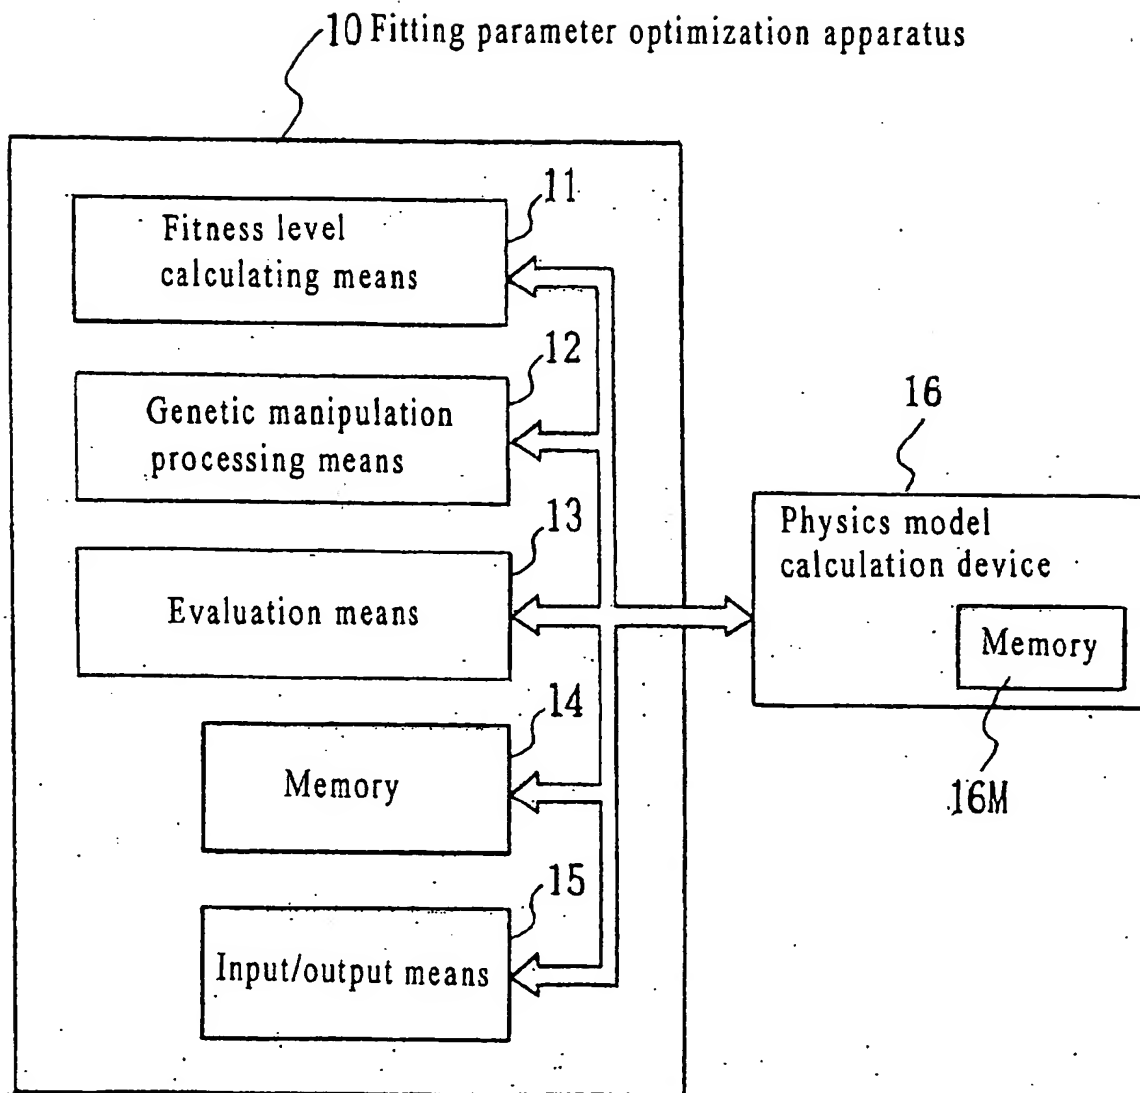 10 Fitting parameter optimization apparatus
11
Fitness level
calculating means
12
Genetic manipulation
processing means
13
Evaluation means
14
Memory
15
Input/output means
16
Physics model
calculation device
Memory
16M